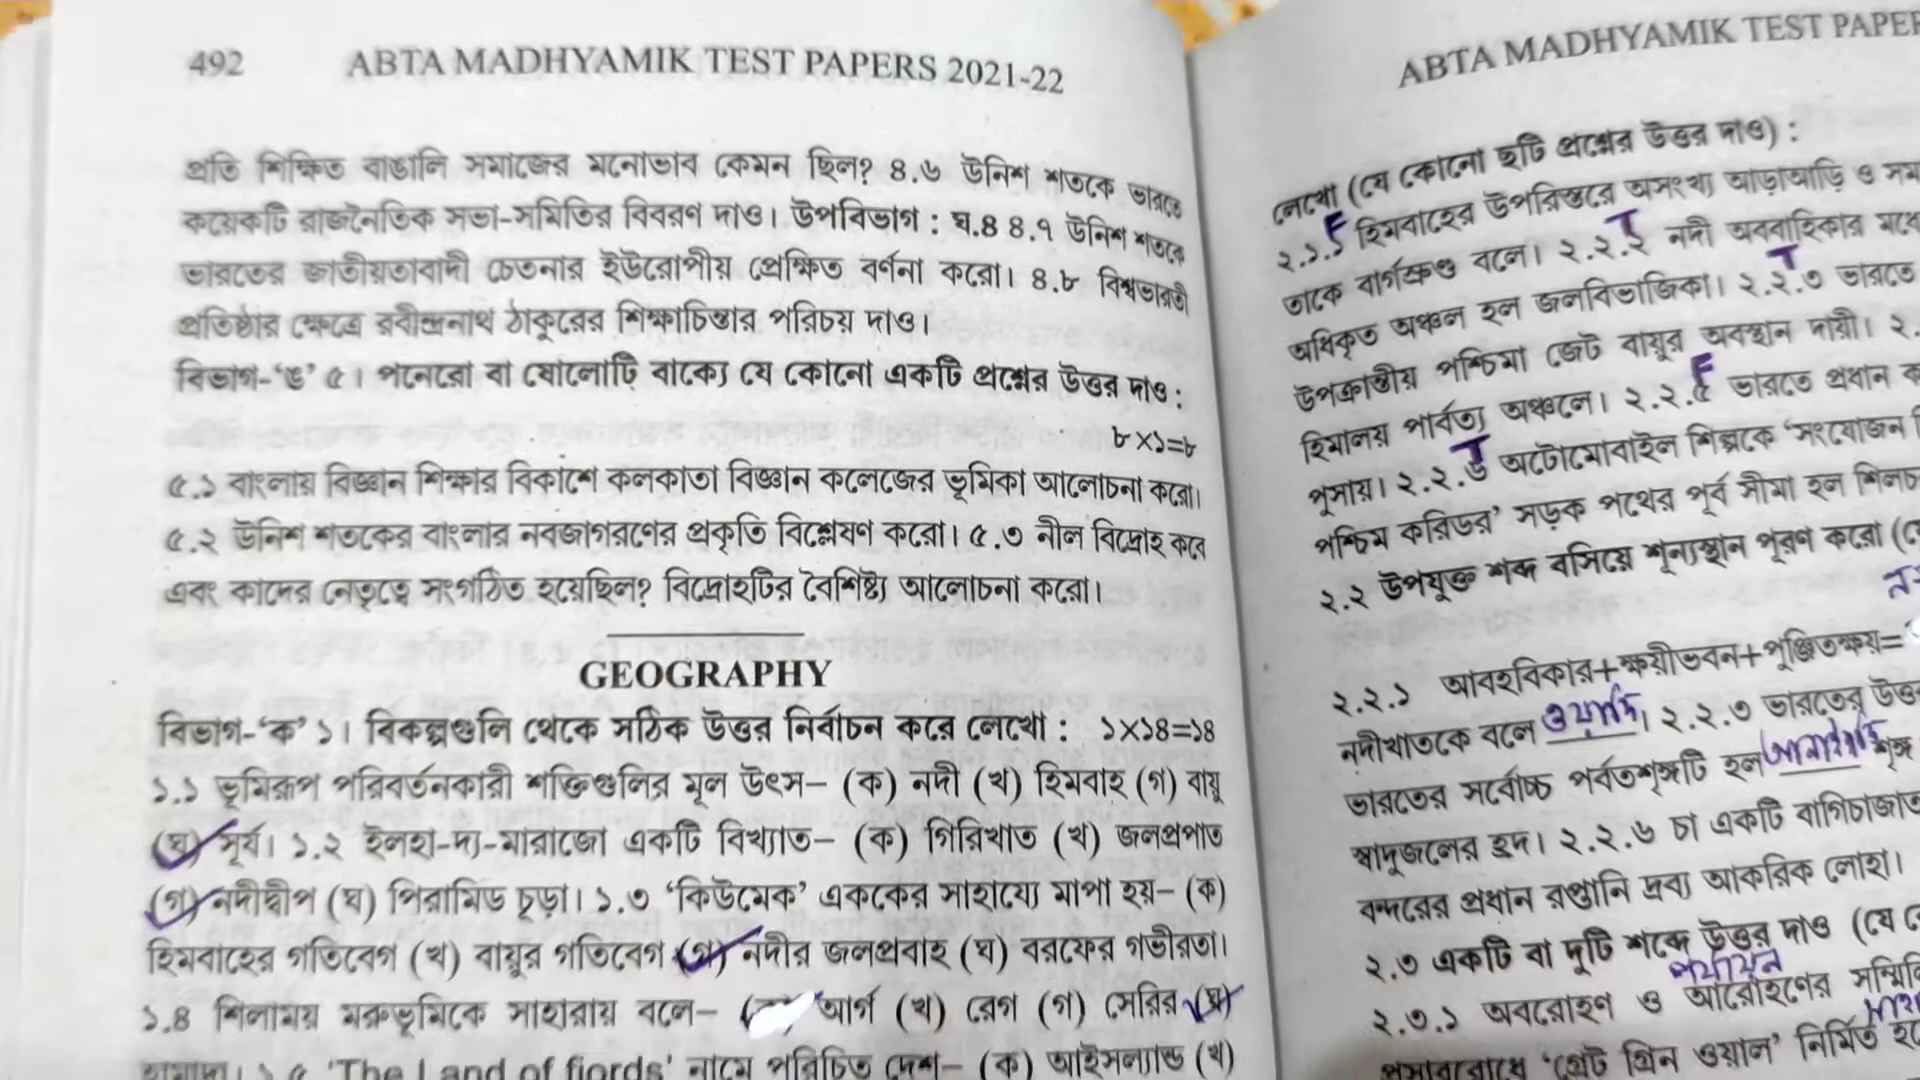 492 ABTA MADHYAMIK TEST PAPERS 2021-22
প্রতি শিক্ষিত বাঙালি সমাজের মনোভাব কেমন ছিল? ৪.৬ উনিশ শতকে ভারতে
কয়েকটি রাজনৈতিক সভা-সমিতির বিবরণ দাও। উপবিভাগ : ঘ.৪ ৪.৭ উনিশ শতকে
ভারতের জাতীয়তাবাদী চেতনার ইউরোপীয় প্রেক্ষিত বর্ণনা করো। ৪.৮ বিশ্বভারতী
প্রতিষ্ঠার ক্ষেত্রে রবীন্দ্রনাথ ঠাকুরের শিক্ষাচিন্তার পরিচয় দাও।
বিভাগ-‘ঙ’ ৫। পনেরো বা ষোলোটি বাক্যে যে কোনো একটি প্রশ্নের উত্তর দাও :
৮×১=৮
৫.১ বাংলায় বিজ্ঞান শিক্ষার বিকাশে কলকাতা বিজ্ঞান কলেজের ভূমিকা আলোচনা করো।
৫.২ উনিশ শতকের বাংলার নবজাগরণের প্রকৃতি বিশ্লেষণ করো। ৫.৩ নীল বিদ্রোহ কবে
এবং কাদের নেতৃত্বে সংগঠিত হয়েছিল? বিদ্রোহটির বৈশিষ্ট্য আলোচনা করো।
GEOGRAPHY
বিভাগ-‘ক’ ১। বিকল্পগুলি থেকে সঠিক উত্তর নির্বাচন করে লেখো : ১×১৪=১৪
১.১ ভূমিরূপ পরিবর্তনকারী শক্তিগুলির মূল উৎস– (ক) নদী (খ) হিমবাহ (গ) বায়ু
(ঘ) সূর্য। ১.২ ইলহা-দ্য-মারাজো একটি বিখ্যাত– (ক) গিরিখাত (খ) জলপ্রপাত
(গ) নদীদ্বীপ (ঘ) পিরামিড চূড়া। ১.৩ ‘কিউমেক’ এককের সাহায্যে মাপা হয়– (ক)
হিমবাহের গতিবেগ (খ) বায়ুর গতিবেগ (গ) নদীর জলপ্রবাহ (ঘ) বরফের গভীরতা।
১.৪ শিলাময় মরুভূমিকে সাহারায় বলে– আর্গ (খ) রেগ (গ) সেরির (ঘ)
১.৫ ‘The Land of fiords’ নামে পরিচিত দেশ– (ক) আইসল্যান্ড (খ)
ABTA MADHYAMIK TEST PAPER
লেখো (যে কোনো ছটি প্রশ্নের উত্তর দাও) :
২.১.১ F হিমবাহের উপরিস্তরে অসংখ্য আড়াআড়ি ও সম
তাকে বার্গস্রুণ্ড বলে। ২.২.২ T নদী অববাহিকার মধ্যে
অধিকৃত অঞ্চল হল জলবিভাজিকা। ২.২.৩ T ভারতে
উপক্রান্তীয় পশ্চিমা জেট বায়ুর অবস্থান দায়ী। ২.
হিমালয় পার্বত্য অঞ্চলে। ২.২.৫ F ভারতে প্রধান ক
পুসায়। ২.২.৬ T অটোমোবাইল শিল্পকে ‘সংযোজন
পশ্চিম করিডর’ সড়ক পথের পূর্ব সীমা হল শিলচ
২.২ উপযুক্ত শব্দ বসিয়ে শূন্যস্থান পূরণ করো (যে
২.২.১ আবহবিকার+ক্ষয়ীভবন+পুঞ্জিতক্ষয়=
নদীখাতকে বলে ওয়াদি। ২.২.৩ ভারতের উত্ত
ভারতের সর্বোচ্চ পর্বতশৃঙ্গটি হল শৃঙ্গ
স্বাদুজলের হ্রদ। ২.২.৬ চা একটি বাগিচাজাত
বন্দরের প্রধান রপ্তানি দ্রব্য আকরিক লোহা।
২.৩ একটি বা দুটি শব্দে উত্তর দাও (যে কো
পর্যায়ন
২.৩.১ অবরোহণ ও আরোহণের সম্মিলি
‘গ্রেট গ্রিন ওয়াল’ নির্মিত হ